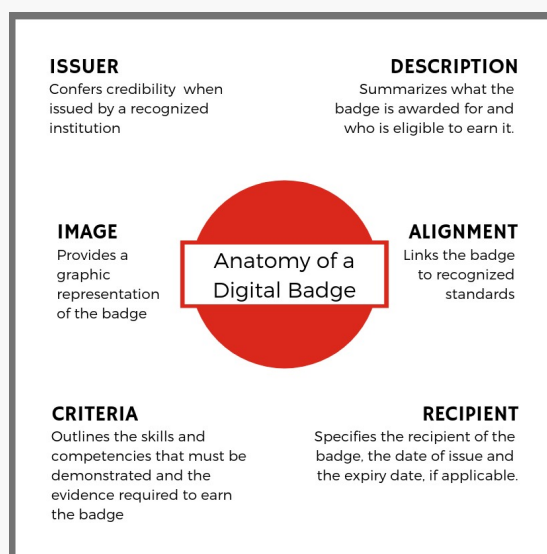 ISSUER
Confers credibility when
issued by a recognized
institution
DESCRIPTION
Summarizes what the
badge is awarded for and
who is eligible to earn it.
IMAGE
Provides a
graphic
representation
of the badge
Anatomy of a
Digital Badge
ALIGNMENT
Links the badge
to recognized
standards
CRITERIA
Outlines the skills and
competencies that must be
demonstrated and the
evidence required to earn
the badge
RECIPIENT
Specifies the recipient of the
badge, the date of issue and
the expiry date, if applicable.